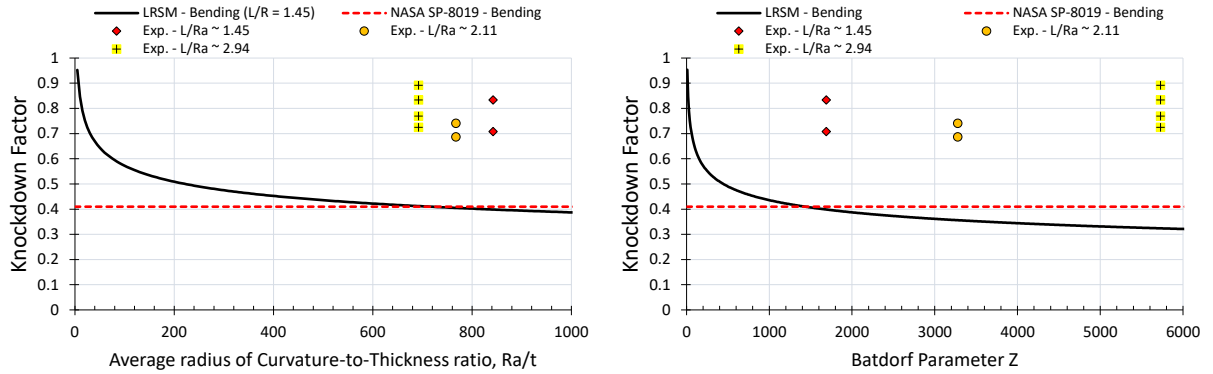 LRSM - Bending (L/R = 1.45)
NASA SP-8019 - Bending
Exp. - L/Ra ~ 1.45
Exp. - L/Ra ~ 2.11
Exp. - L/Ra ~ 2.94
1
0.9
0.8
0.7
0.6
0.5
0.4
0.3
0.2
0.1
0
Knockdown Factor
0 200 400 600 800 1000
Average radius of Curvature-to-Thickness ratio, Ra/t
LRSM - Bending
NASA SP-8019 - Bending
Exp. - L/Ra ~ 1.45
Exp. - L/Ra ~ 2.11
Exp. - L/Ra ~ 2.94
1
0.9
0.8
0.7
0.6
0.5
0.4
0.3
0.2
0.1
0
Knockdown Factor
0 1000 2000 3000 4000 5000 6000
Batdorf Parameter Z